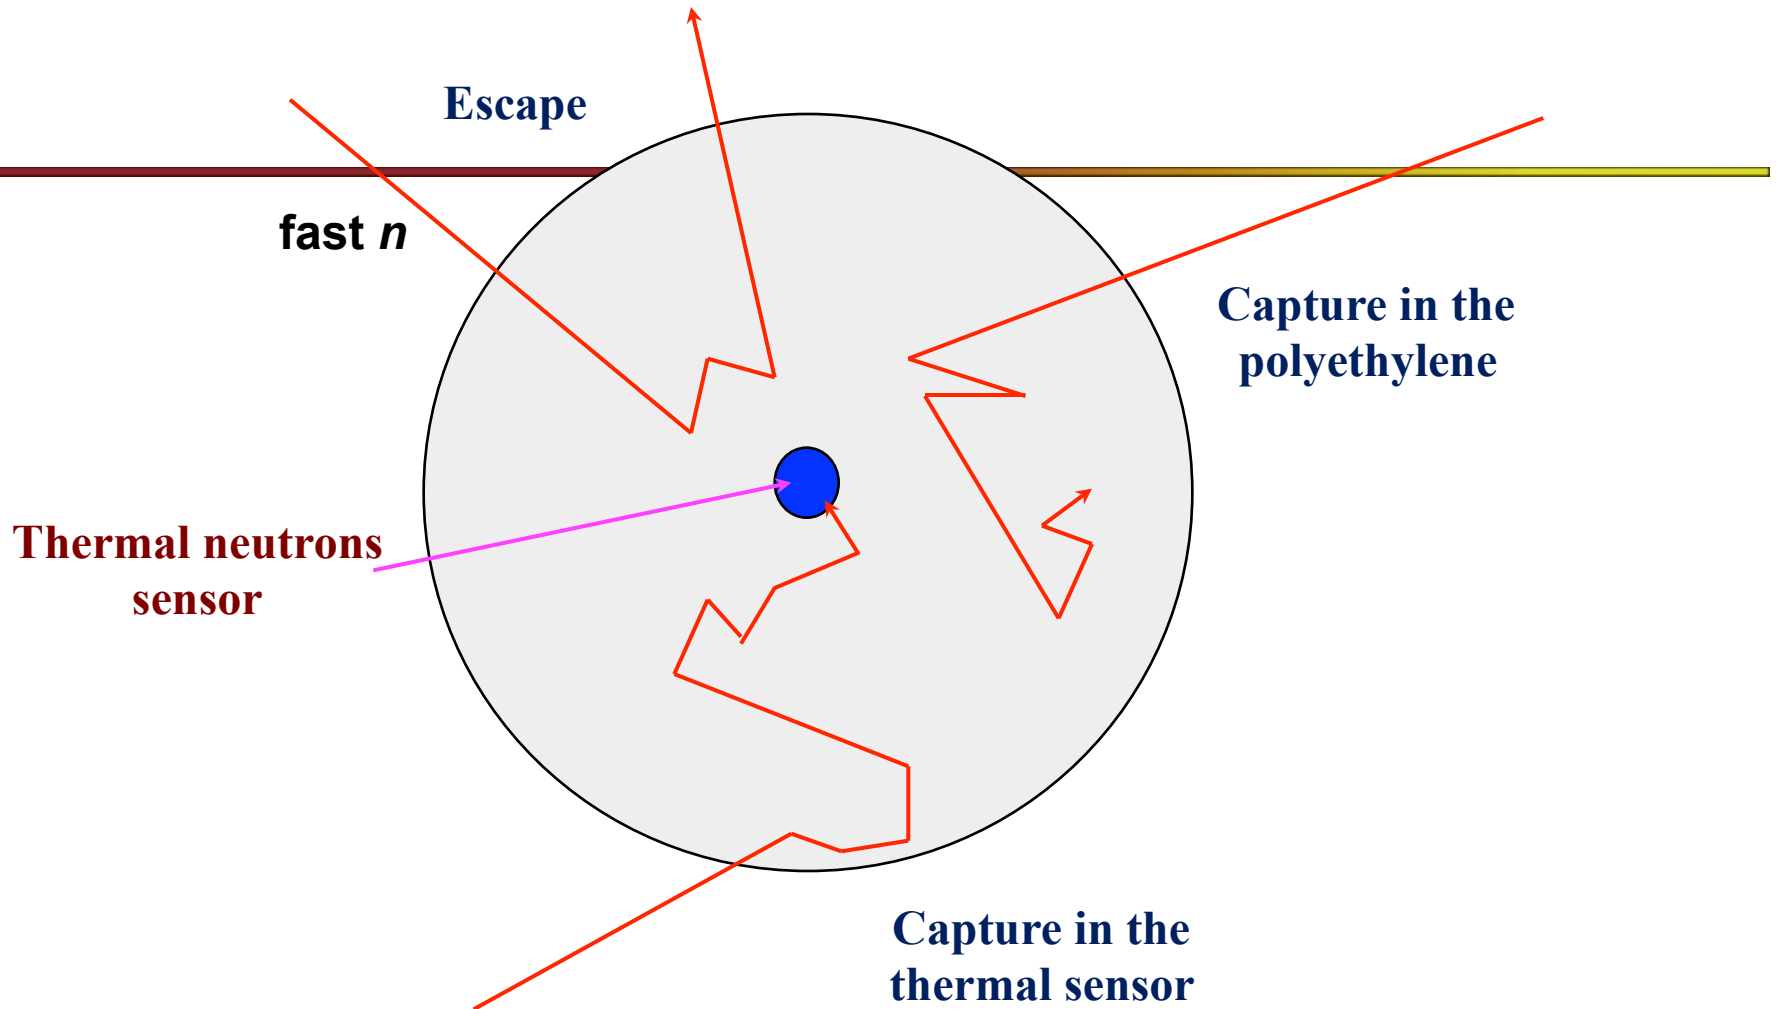 Escape
fast n
Capture in the
polyethylene
Thermal neutrons
sensor
Capture in the
thermal sensor